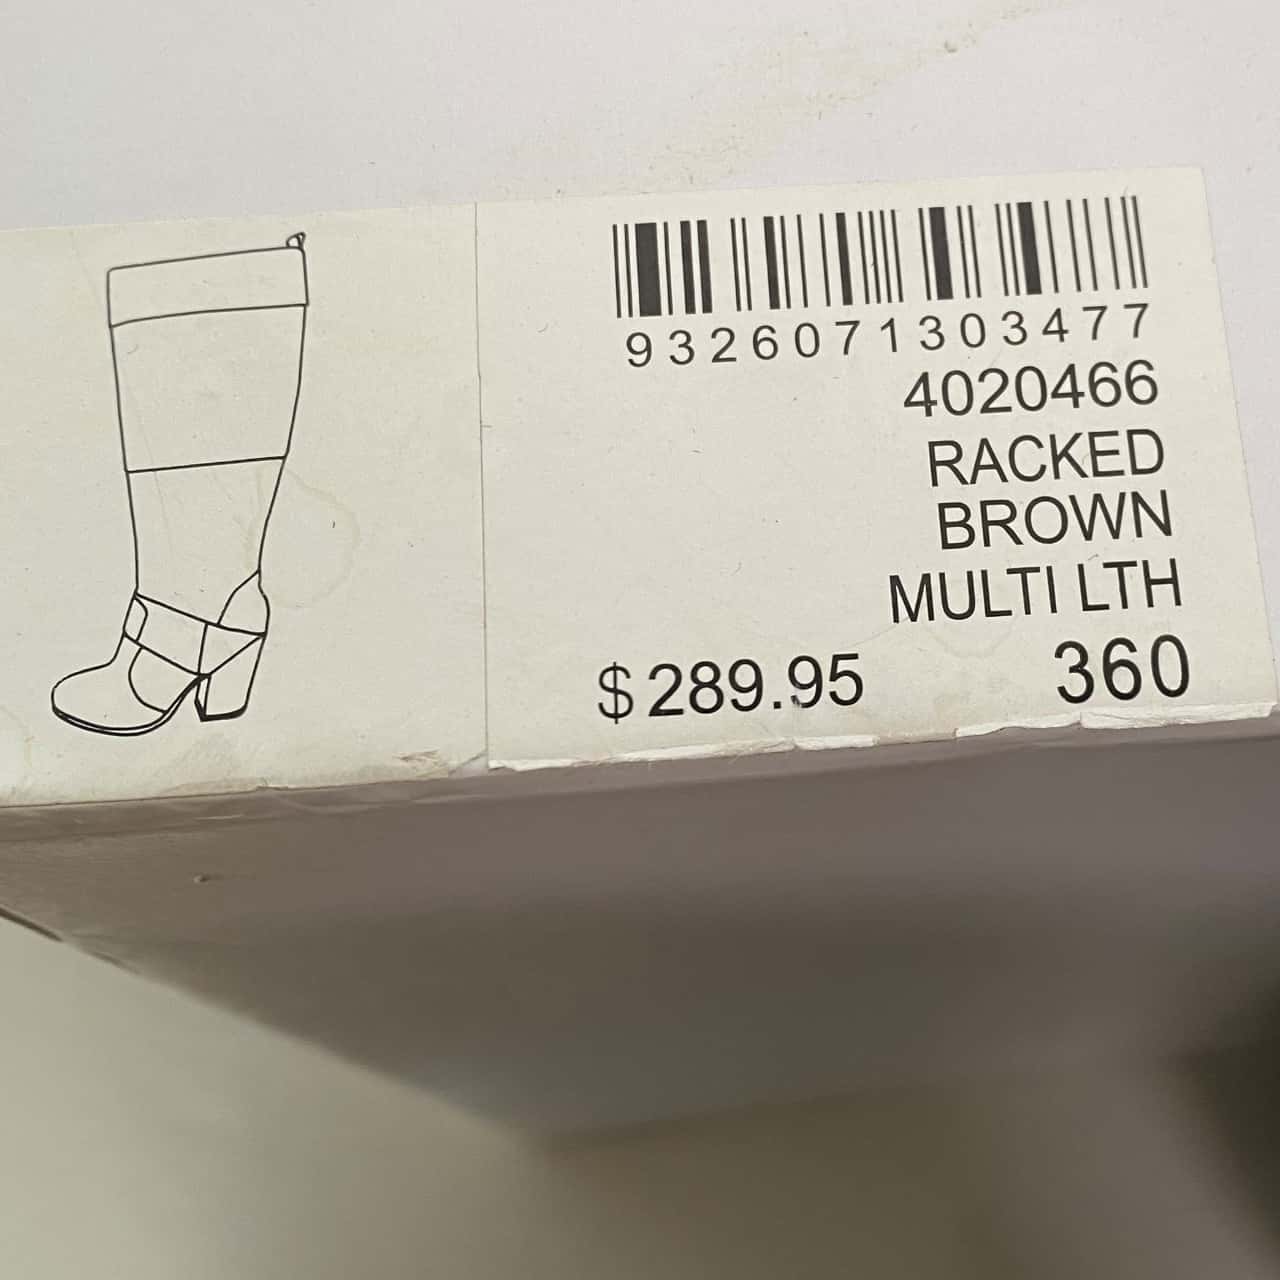 9326071303477
4020466
RACKED
BROWN
MULTI LTH
$289.95 360